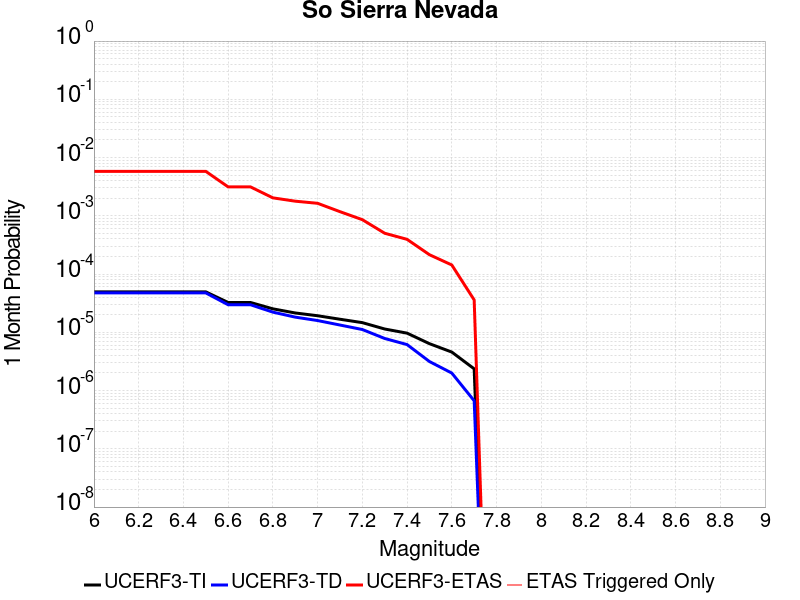 So Sierra Nevada
10^0
10^-1
10^-2
10^-3
10^-4
10^-5
10^-6
10^-7
10^-8
1 Month Probability
6 6.2 6.4 6.6 6.8 7 7.2 7.4 7.6 7.8 8 8.2 8.4 8.6 8.8 9
Magnitude
UCERF3-TI UCERF3-TD UCERF3-ETAS ETAS Triggered Only